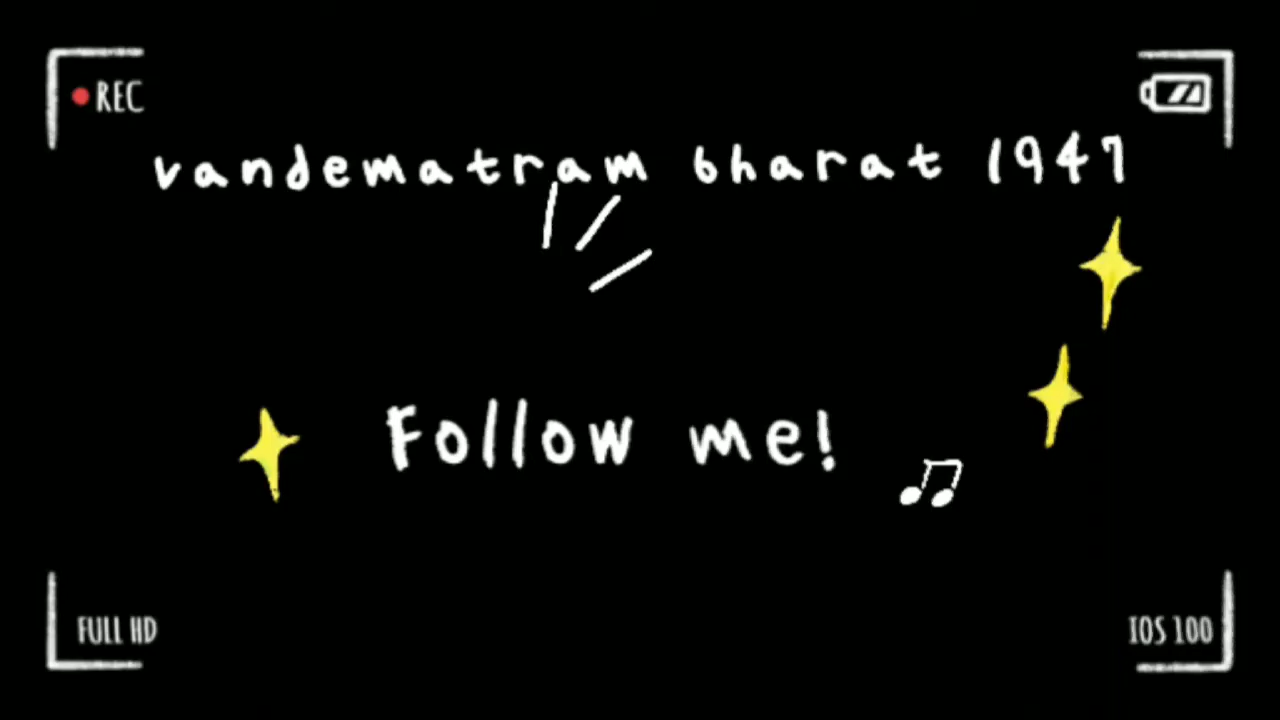 REC
vandematram bharat 1947
Follow me!
FULL HD
IOS 100